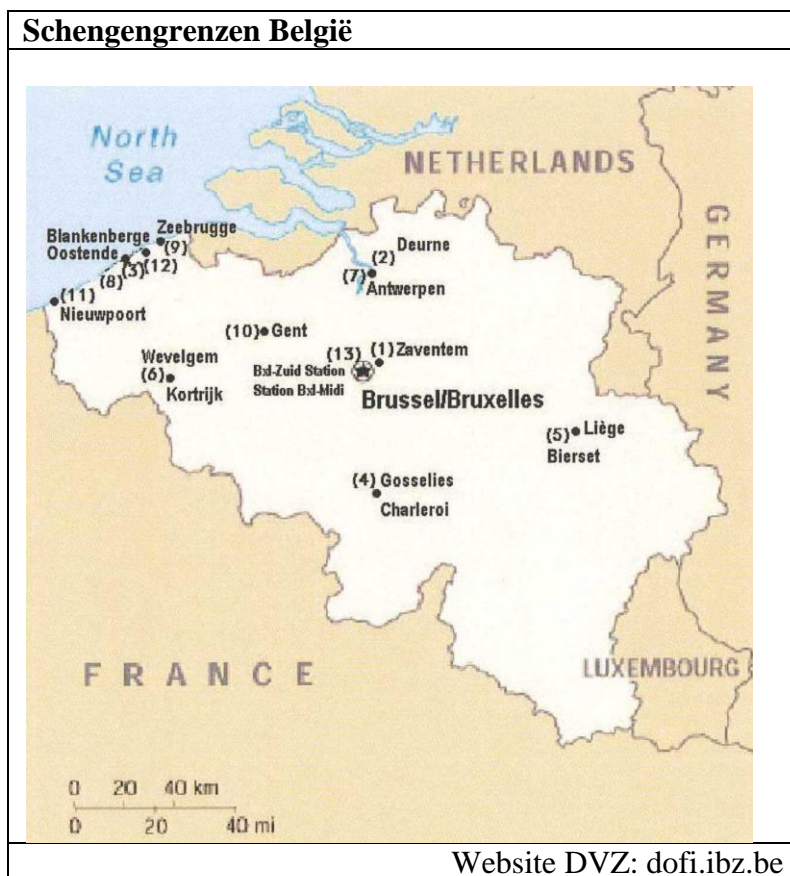 Schengengrenzen België
North
Sea
NETHERLANDS
GERMANY
Blankenberge
Zeebrugge
Oostende
(9)
(12)
(3)
(8)
Deurne
(2)
(7)
Antwerpen
(11)
Nieuwpoort
(10) Gent
(1) Zaventem
(13)
Bxl-Zuid Station
Station Bxl-Midi
Brussel/Bruxelles
Wevelgem
(6)
Kortrijk
(5) Liège
Bierset
(4) Gosselies
Charleroi
FRANCE
LUXEMBOURG
0 20 40 km
0 20 40 mi
Website DVZ: dofi.ibz.be